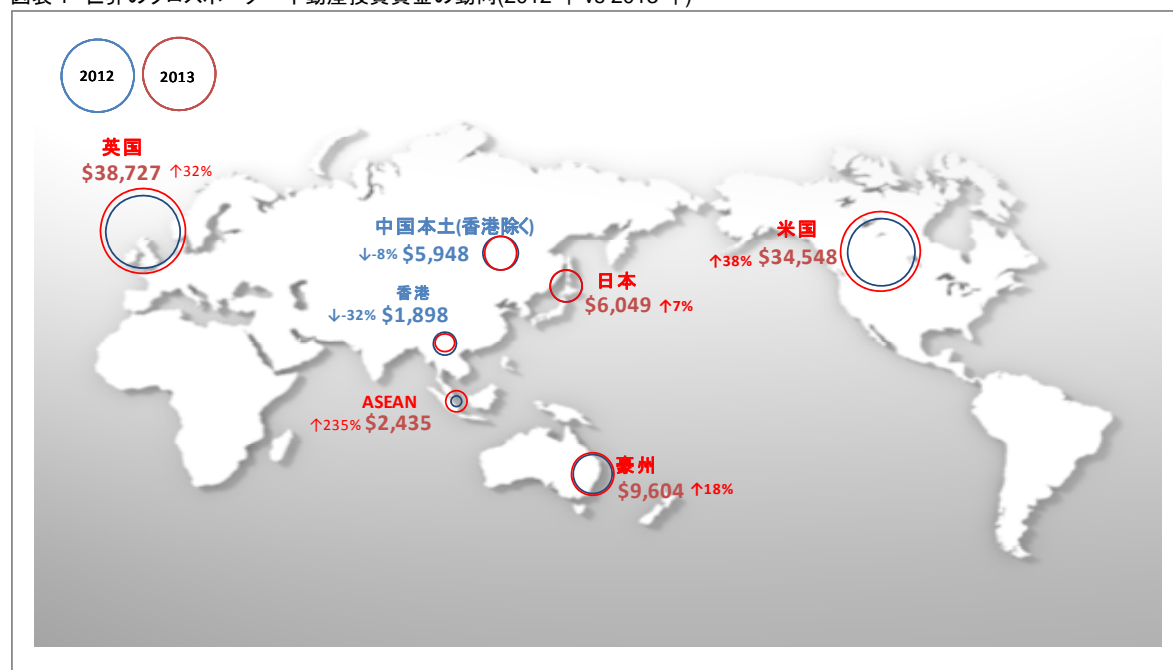 2012
2013
英国
$38,727 ↑32%
中国本土(香港除く)
↓-8% $5,948
米国
↑38% $34,548
日本
$6,049 ↑7%
香港
↓-32% $1,898
ASEAN
↑235% $2,435
豪州
$9,604 ↑18%